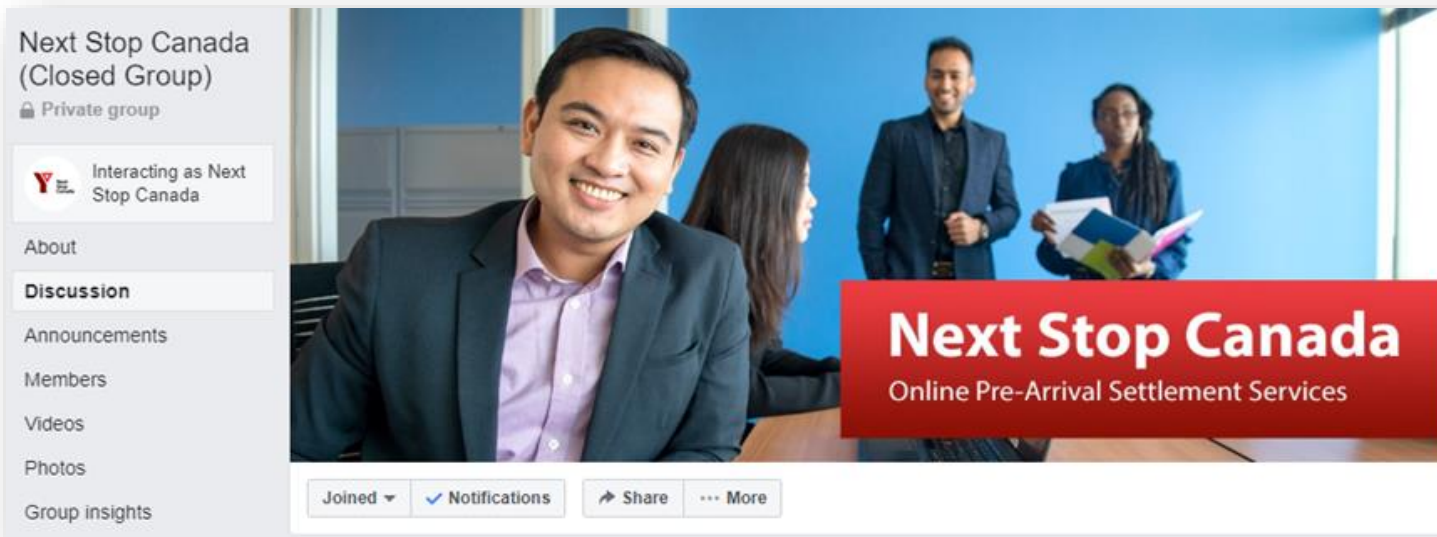 Next Stop Canada
(Closed Group)
Private group
Interacting as Next
Stop Canada
About
Discussion
Announcements
Members
Videos
Photos
Group insights
Next Stop Canada
Online Pre-Arrival Settlement Services
Joined
Notifications
Share
More